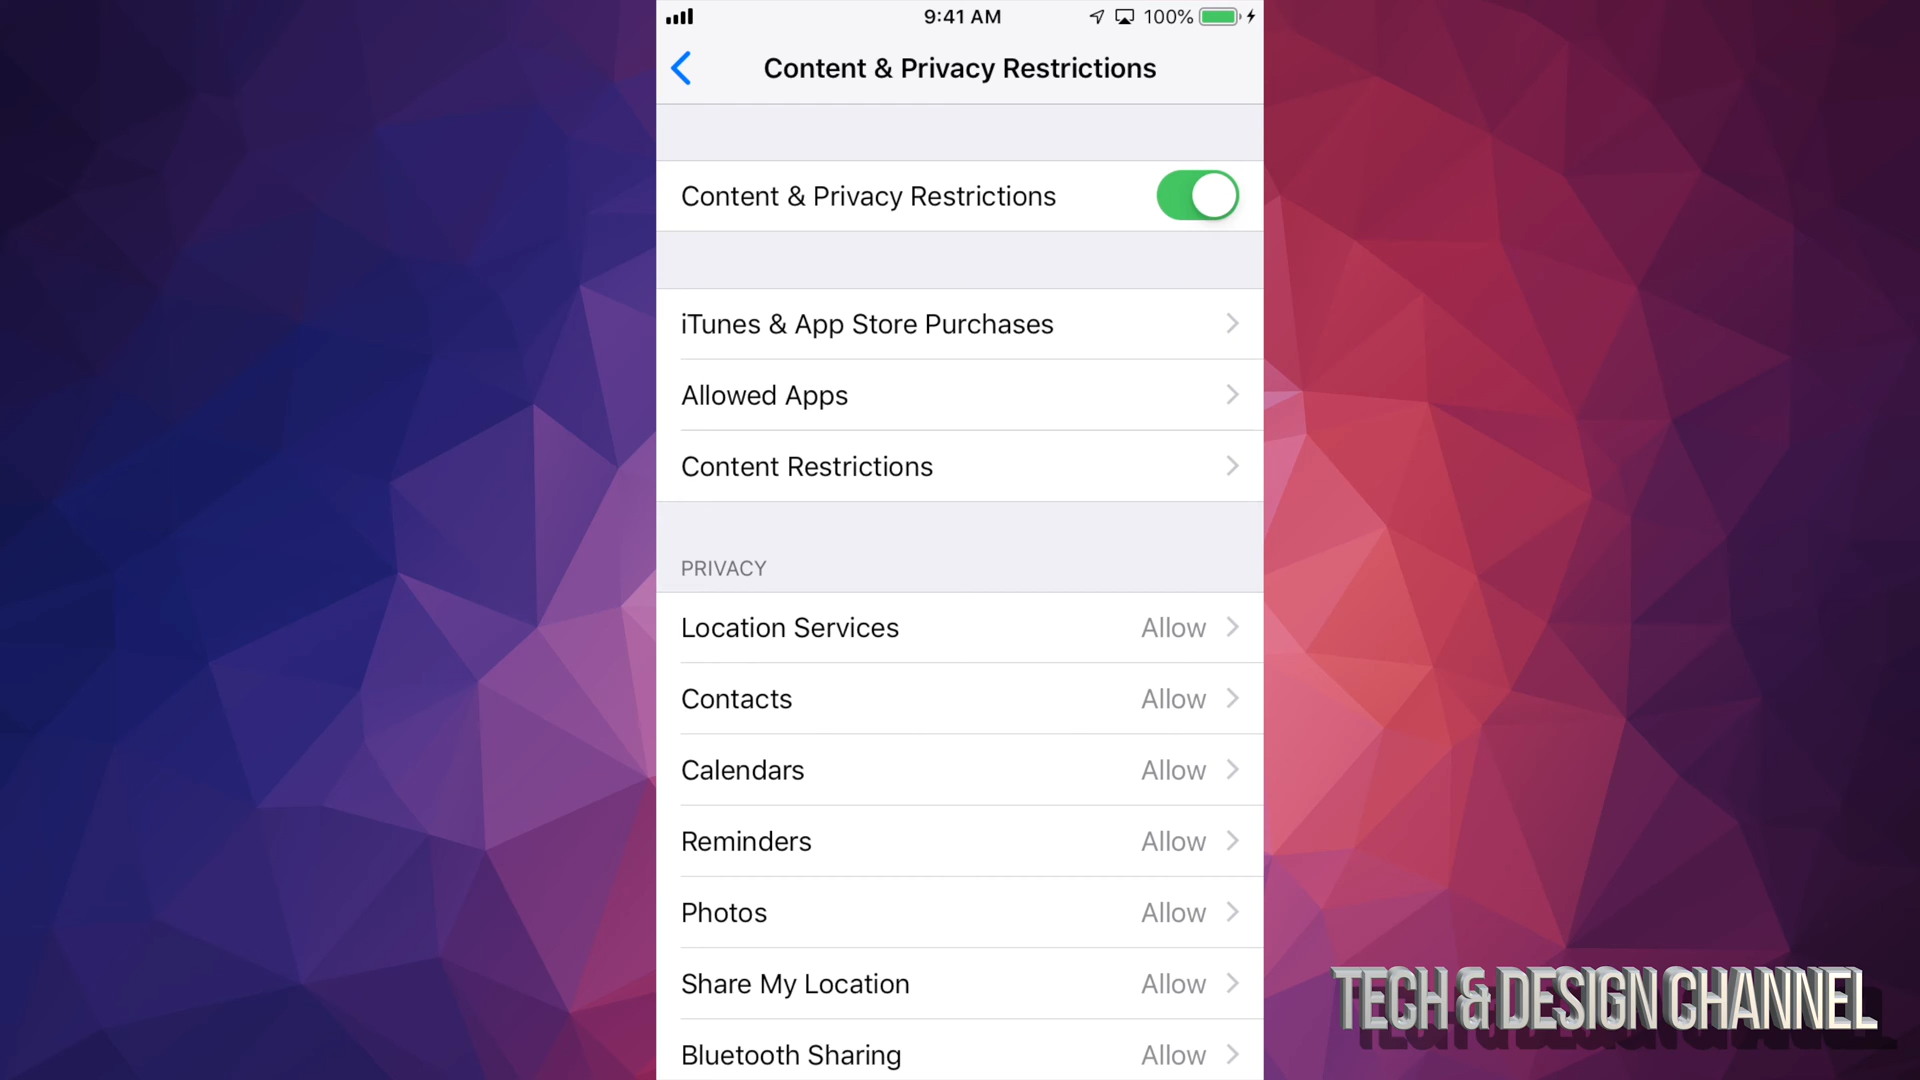 9:41 AM 100%
Content & Privacy Restrictions
Content & Privacy Restrictions
iTunes & App Store Purchases
Allowed Apps
Content Restrictions
PRIVACY
Location Services Allow
Contacts Allow
Calendars Allow
Reminders Allow
Photos Allow
Share My Location Allow
Bluetooth Sharing Allow
TECH & DESIGN CHANNEL